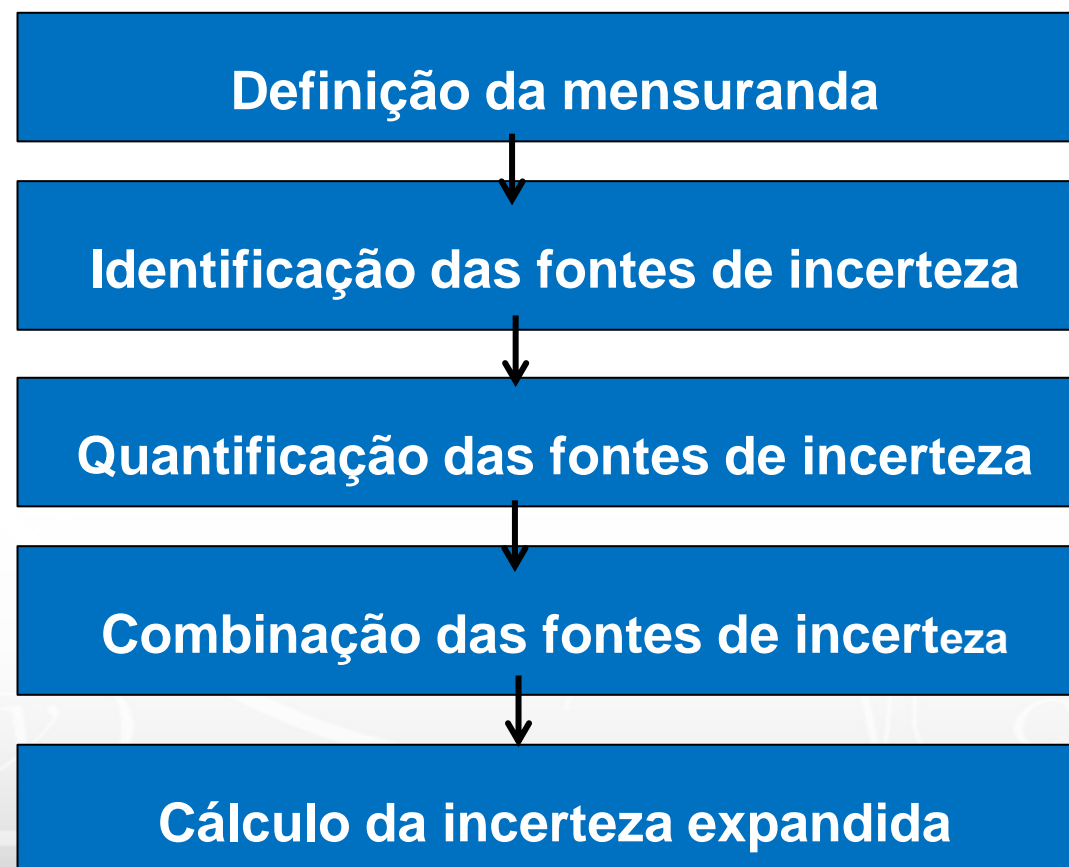 Definição da mensuranda
Identificação das fontes de incerteza
Quantificação das fontes de incerteza
Combinação das fontes de incerteza
Cálculo da incerteza expandida